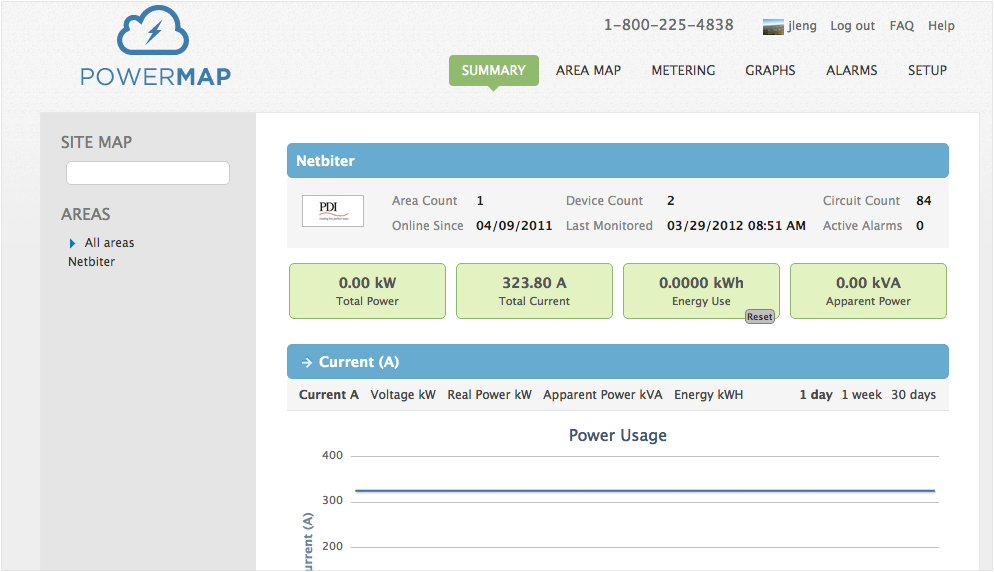 POWERMAP
1-800-225-4838 jleng Log out FAQ Help
SUMMARY AREA MAP METERING GRAPHS ALARMS SETUP
SITE MAP
AREAS
All areas
Netbiter
Netbiter
PDI
Area Count 1 Device Count 2 Circuit Count 84
Online Since 04/09/2011 Last Monitored 03/29/2012 08:51 AM Active Alarms 0
0.00 kW 323.80 A 0.0000 kWh 0.00 kVA
Total Power Total Current Energy Use Apparent Power
Reset
Current (A)
Current A Voltage kW Real Power kW Apparent Power kVA Energy kWH 1 day 1 week 30 days
Power Usage
400
300
200
urrent (A)